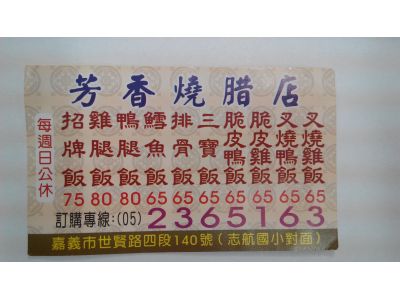 芳香燒腊店
每週日公休
招牌飯 75
雞腿飯 80
鴨腿飯 80
鱈魚飯 65
排骨飯 65
三寶飯 65
脆皮鴨飯 65
脆皮雞飯 65
叉燒鴨飯 65
叉燒雞飯 65
訂購專線:(05)2365163
嘉義市世賢路四段140號(志航國小對面)